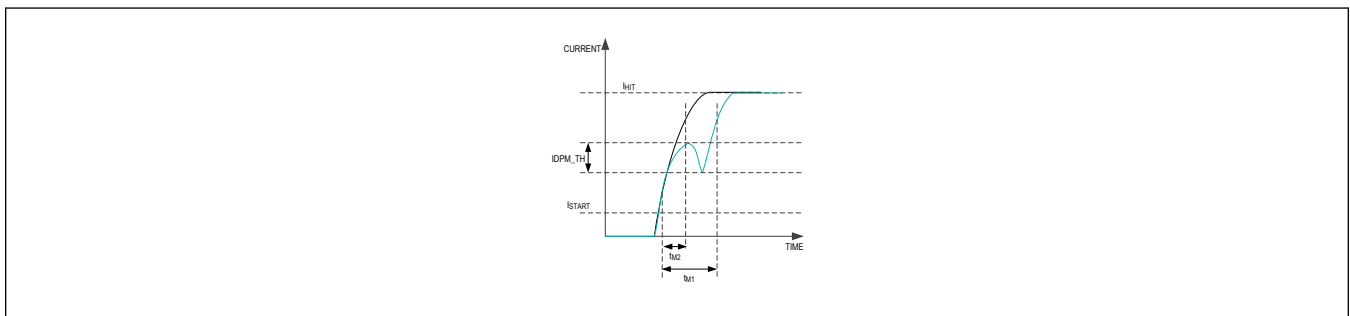 CURRENT
IHIT
IDPM_TH
ISTART
TIME
tM2
tM1